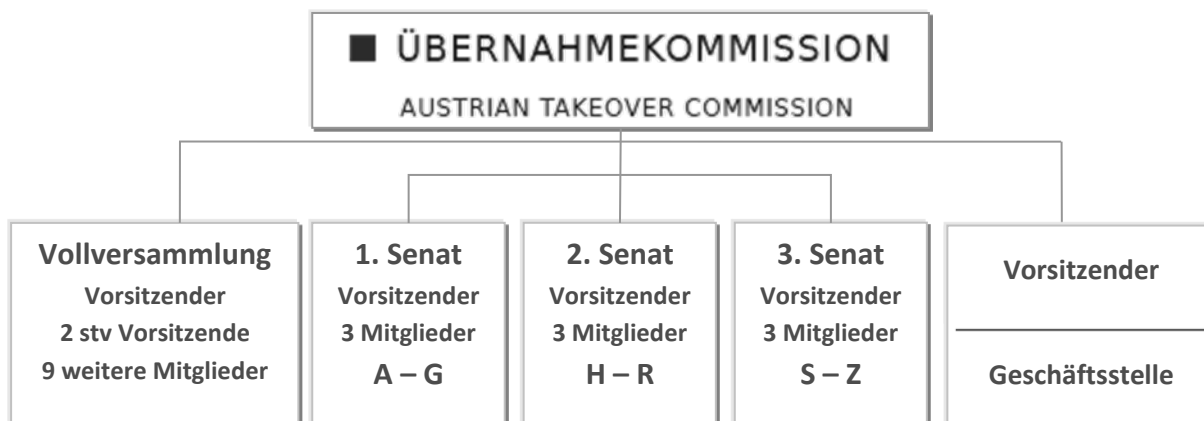 ■ ÜBERNAHMEKOMMISSION
AUSTRIAN TAKEOVER COMMISSION
Vollversammlung
Vorsitzender
2 stv Vorsitzende
9 weitere Mitglieder
1. Senat
Vorsitzender
3 Mitglieder
A – G
2. Senat
Vorsitzender
3 Mitglieder
H – R
3. Senat
Vorsitzender
3 Mitglieder
S – Z
Vorsitzender
Geschäftsstelle